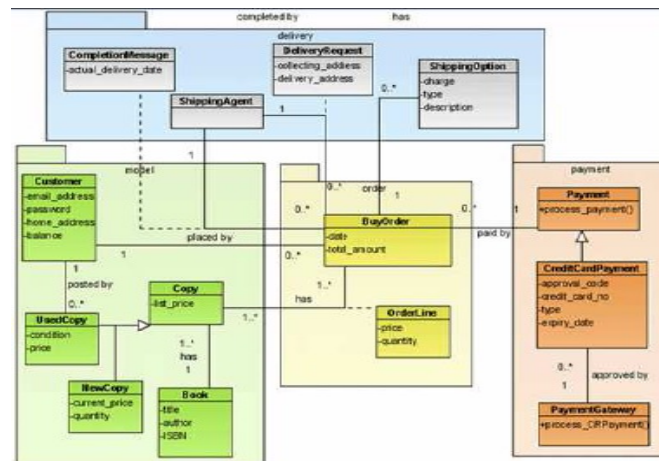 completed by
has
delivery
CompletionMessage
-actual_delivery_date
DeliveryRequest
-collecting_address
-delivery_address
ShippingOption
-charge
-type
-description
0..*
ShippingAgent
1
1
model
order
payment
Customer
-email_address
-password
-home_address
-balance
0..*
0..*
1
BuyOrder
-date
-total_amount
0..*
1
paid by
Payment
+process_payment()
1
placed by
0..*
1
posted by
0..*
Copy
-list_price
1..*
has
1..*
CreditCardPayment
-approval_code
-credit_card_no
-type
-expiry_date
UsedCopy
-condition
-price
OrderLine
-price
-quantity
1..*
has
1
0..*
approved by
1
NewCopy
-current_price
-quantity
Book
-title
-author
-ISBN
PaymentGateway
+process_CRPayment()